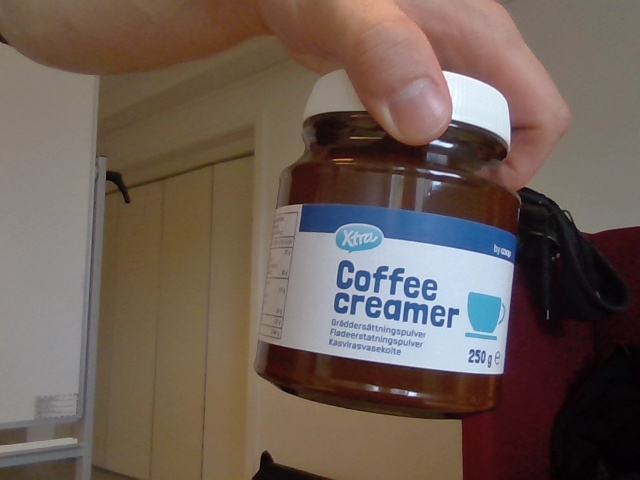 Xtra
by coop
Coffee
creamer
Gräddersättningspulver
Flødeerstatningspulver
Kasvirasvasekoite
250 g e